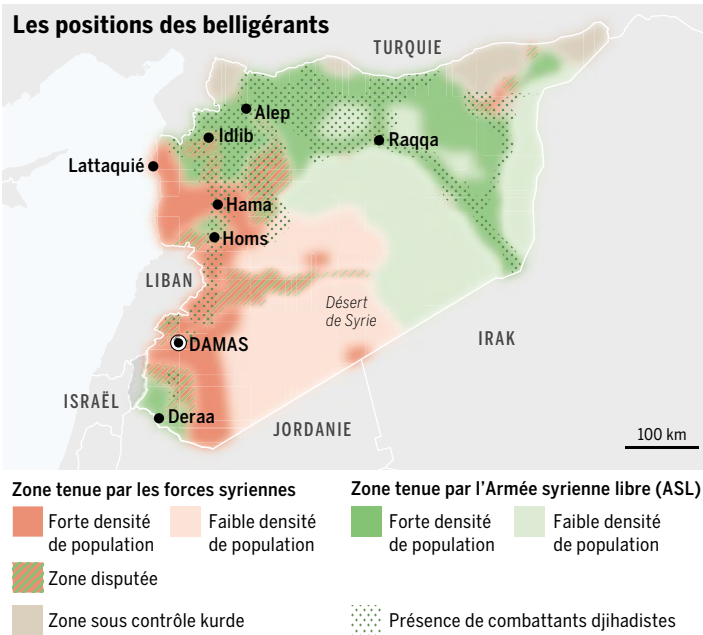 Les positions des belligérants
TURQUIE
Alep
Idlib
Raqqa
Lattaquié
Hama
Homs
LIBAN
Désert
de Syrie
IRAK
DAMAS
ISRAËL
Deraa
JORDANIE
100 km
Zone tenue par les forces syriennes
Forte densité
de population
Faible densité
de population
Zone disputée
Zone sous contrôle kurde
Zone tenue par l'Armée syrienne libre (ASL)
Forte densité
de population
Faible densité
de population
Présence de combattants djihadistes